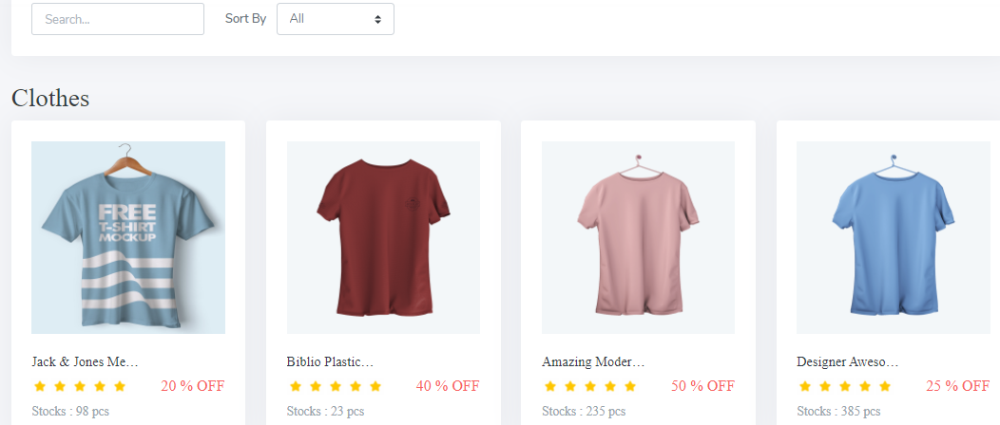 Search...
Sort By
All
Clothes
FREE
T-SHIRT
MOCKUP
Jack & Jones Me...
20 % OFF
Stocks : 98 pcs
Biblio Plastic...
40 % OFF
Stocks : 23 pcs
Amazing Moder...
50 % OFF
Stocks : 235 pcs
Designer Aweso...
25 % OFF
Stocks : 385 pcs